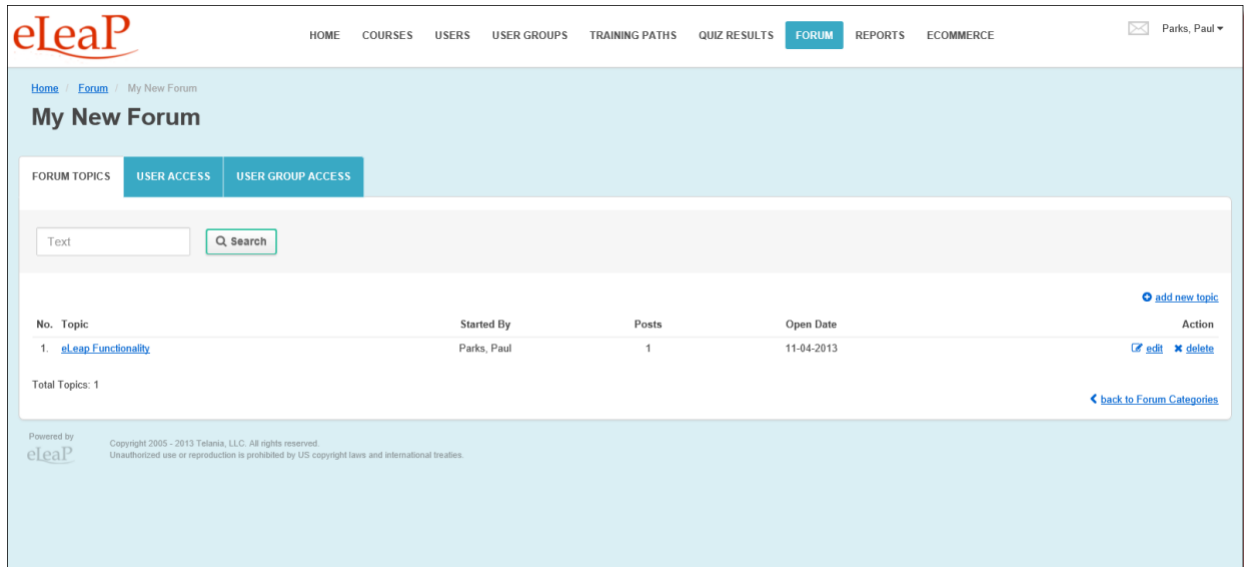 eLeaP
HOME COURSES USERS USER GROUPS TRAINING PATHS QUIZ RESULTS FORUM REPORTS ECOMMERCE Parks, Paul
Home / Forum / My New Forum
My New Forum
FORUM TOPICS USER ACCESS USER GROUP ACCESS
Text Search
add new topic
No. Topic Started By Posts Open Date Action
1. eLeap Functionality Parks, Paul 1 11-04-2013 edit delete
Total Topics: 1
back to Forum Categories
Powered by
eLeaP
Copyright 2005 - 2013 Telania, LLC. All rights reserved.
Unauthorized use or reproduction is prohibited by US copyright laws and international treaties.